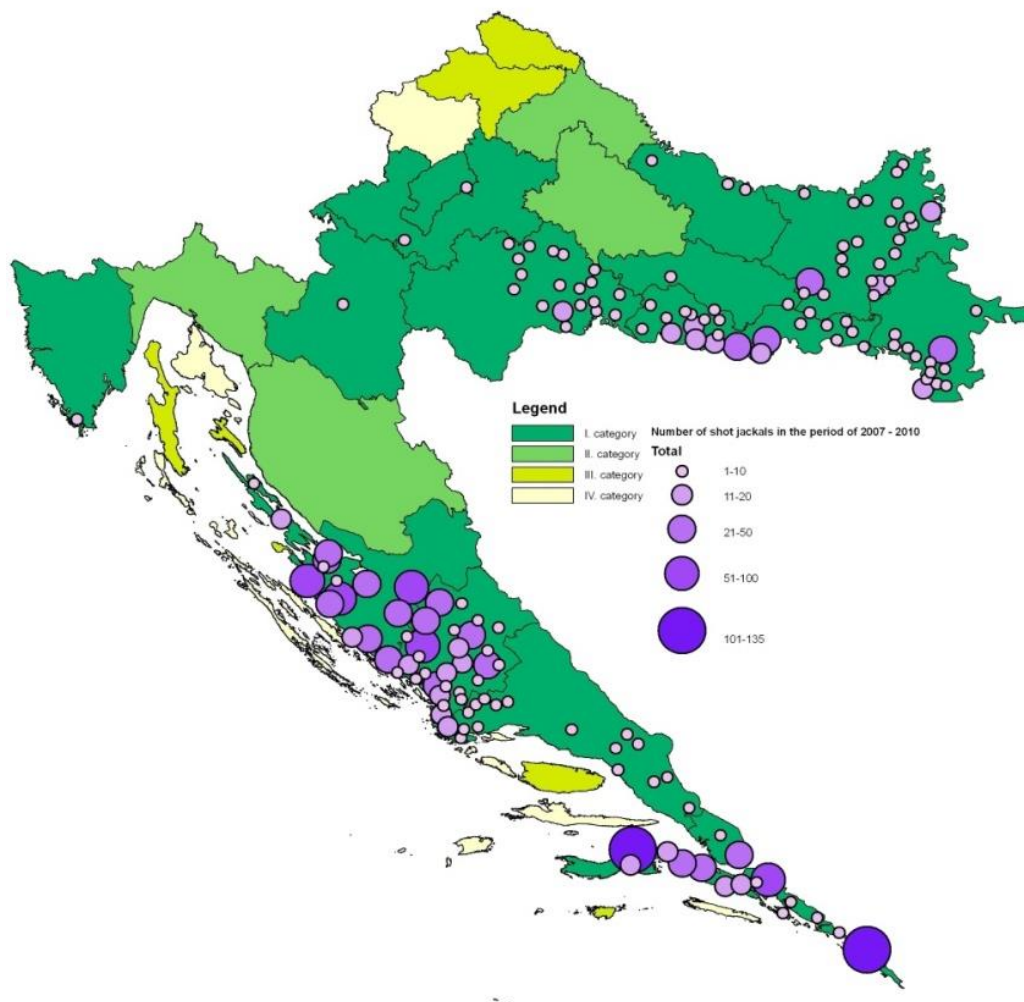 Legend
I. category
II. category
III. category
IV. category
Number of shot jackals in the period of 2007 - 2010
Total
1-10
11-20
21-50
51-100
101-135